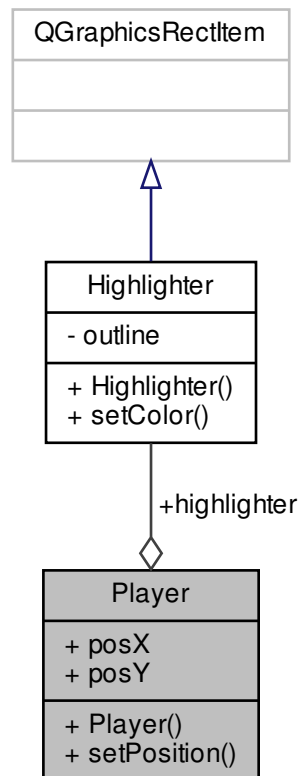 QGraphicsRectItem
Highlighter
- outline
+ Highlighter()
+ setColor()
+highlighter
Player
+ posX
+ posY
+ Player()
+ setPosition()